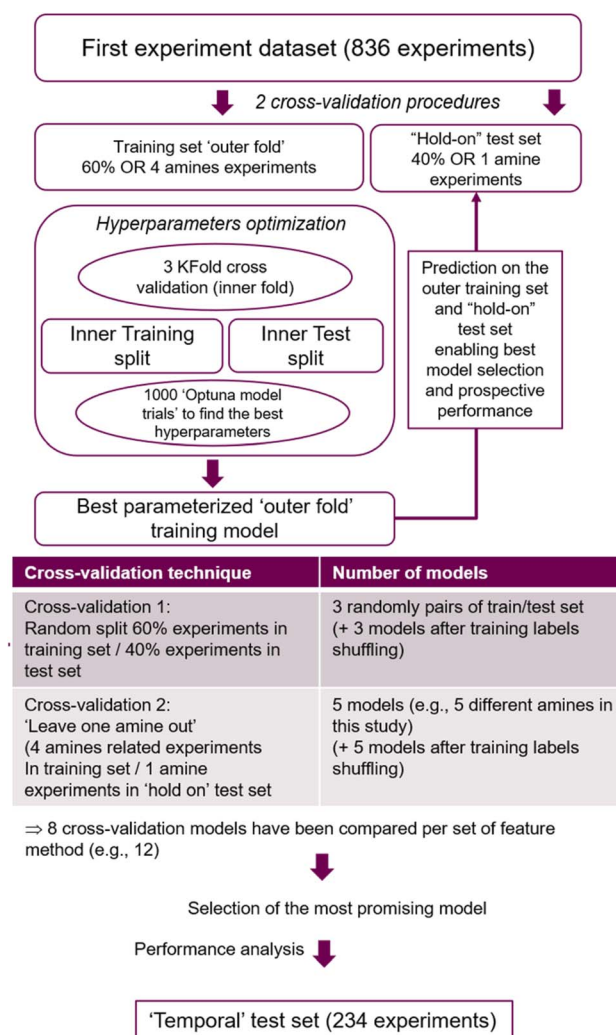 First experiment dataset (836 experiments)
2 cross-validation procedures
Training set ‘outer fold’
60% OR 4 amines experiments
“Hold-on” test set
40% OR 1 amine
experiments
Hyperparameters optimization
3 KFold cross
validation (inner fold)
Inner Training
split
Inner Test
split
1000 ‘Optuna model
trials’ to find the best
hyperparameters
Prediction on the
outer training set
and “hold-on”
test set
enabling best
model selection
and prospective
performance
Best parameterized ‘outer fold’
training model
Cross-validation technique
Number of models
Cross-validation 1:
Random split 60% experiments in
training set / 40% experiments in
test set
3 randomly pairs of train/test set
(+ 3 models after training labels
shuffling)
Cross-validation 2:
‘Leave one amine out’
(4 amines related experiments
In training set / 1 amine
experiments in ‘hold on’ test set
5 models (e.g., 5 different amines in
this study)
(+ 5 models after training labels
shuffling)
⇒ 8 cross-validation models have been compared per set of feature
method (e.g., 12)
Selection of the most promising model
Performance analysis
‘Temporal’ test set (234 experiments)